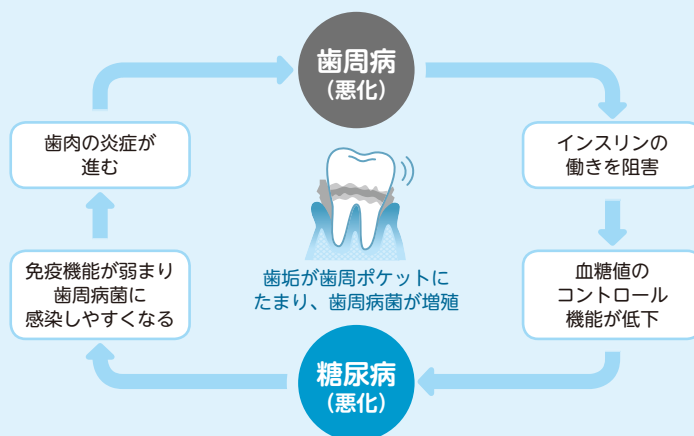 歯周病
(悪化)
インスリンの
働きを阻害
血糖値の
コントロール
機能が低下
糖尿病
(悪化)
免疫機能が弱まり
歯周病菌に
感染しやすくなる
歯肉の炎症が
進む
歯垢が歯周ポケットに
たまり、歯周病菌が増殖